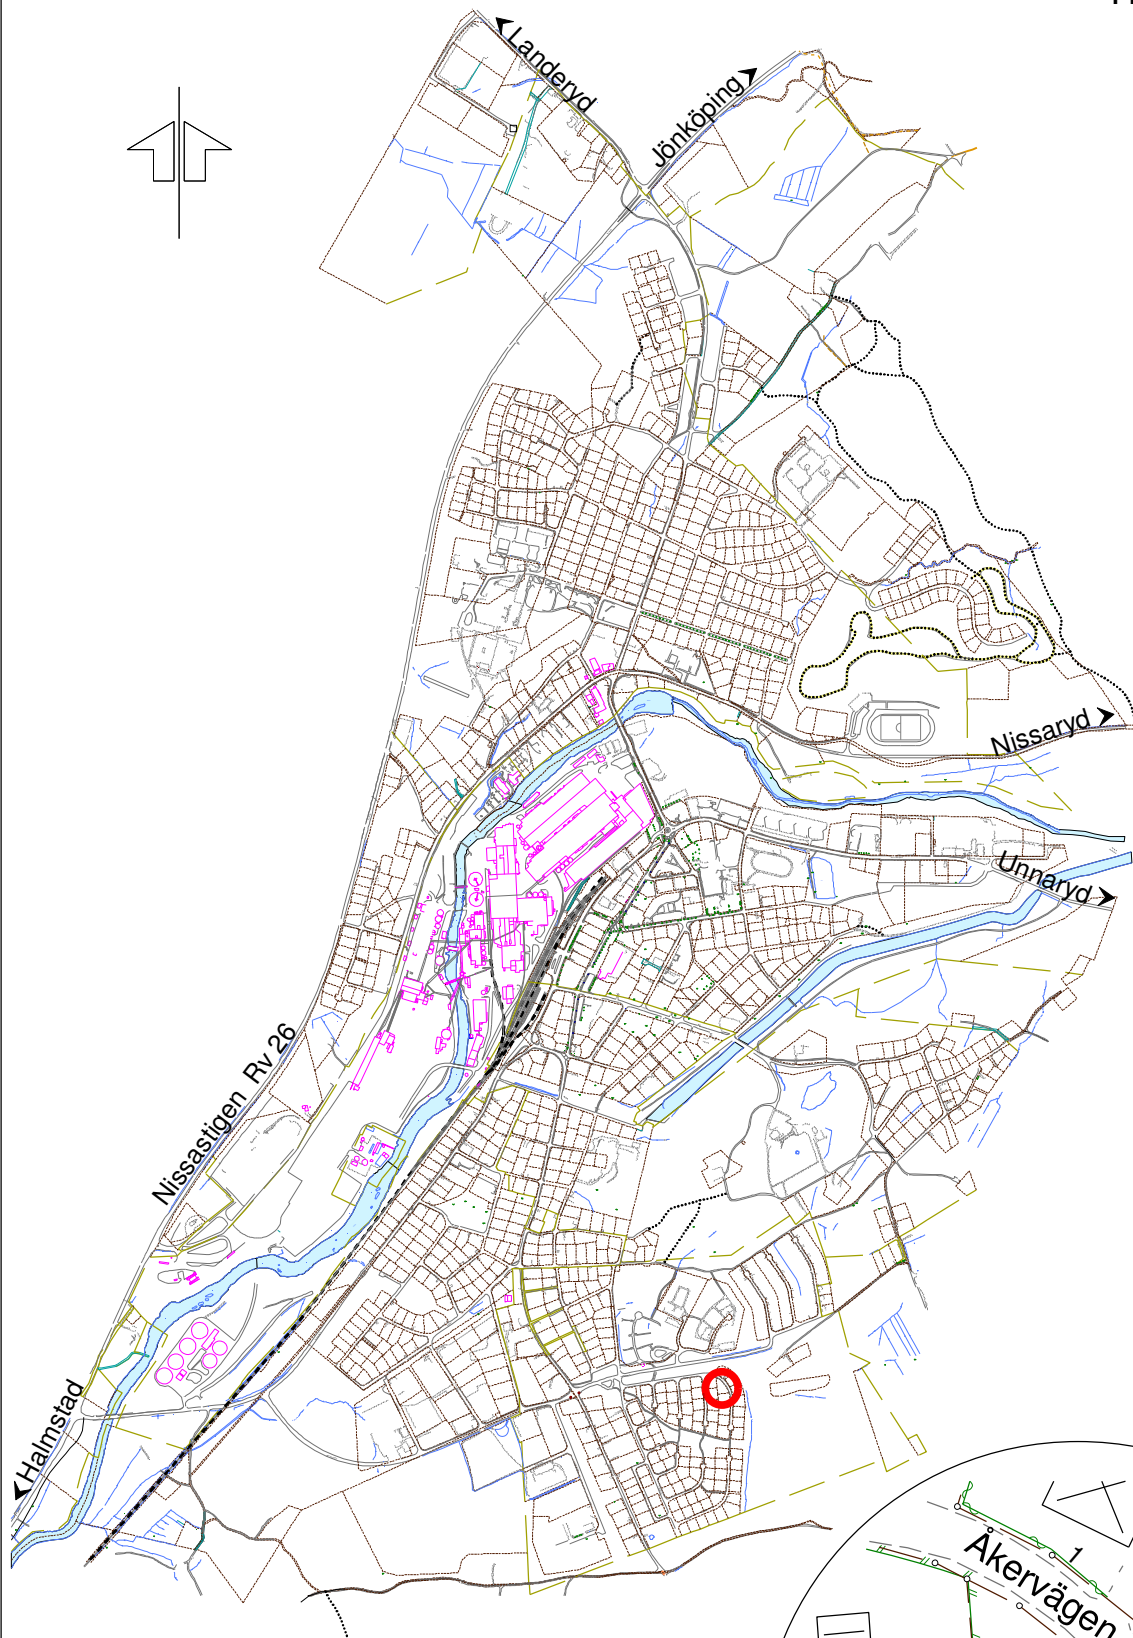 Landeryd
Jönköping
Nissaryd
Unnaryd
Nissastigen Rv 26
Halmstad
1
Åkervägen